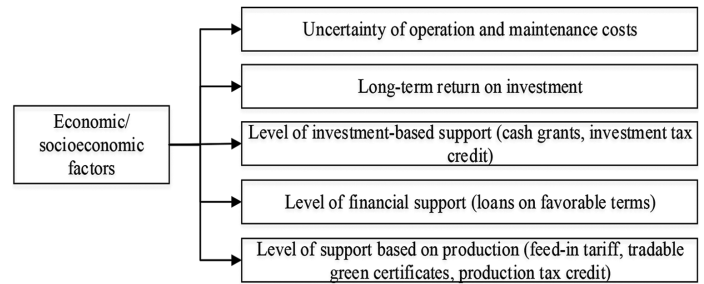 Uncertainty of operation and maintenance costs
Long-term return on investment
Economic/
socioeconomic
factors
Level of investment-based support (cash grants, investment tax
credit)
Level of financial support (loans on favorable terms)
Level of support based on production (feed-in tariff, tradable
green certificates, production tax credit)